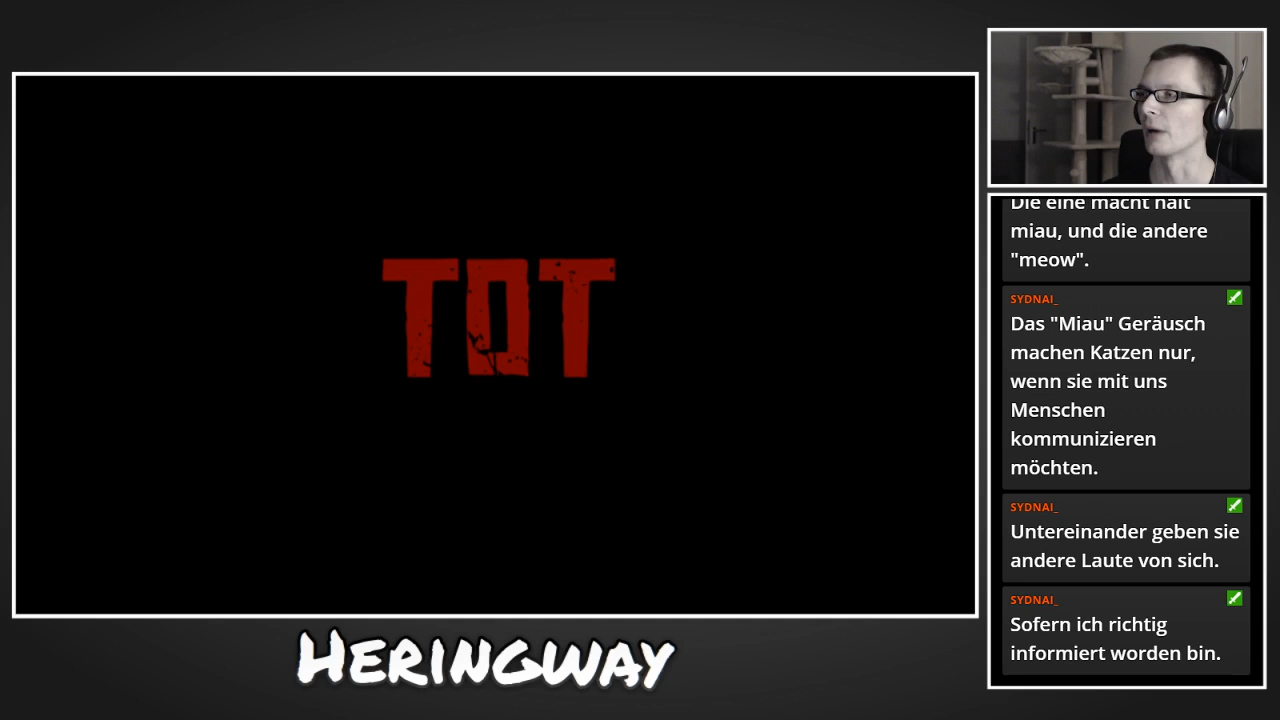 TOT
HERINGWAY
Die eine macht halt
miau, und die andere
"meow".
SYDNAI_
Das "Miau" Geräusch
machen Katzen nur,
wenn sie mit uns
Menschen
kommunizieren
möchten.
SYDNAI_
Untereinander geben sie
andere Laute von sich.
SYDNAI_
Sofern ich richtig
informiert worden bin.